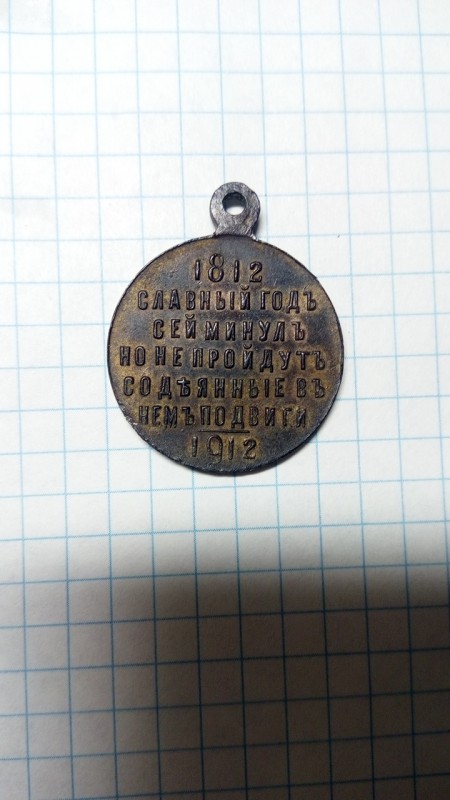 1812
СЛАВНЫЙ ГОДЪ
СЕЙ МИНУЛЪ
НО НЕ ПРОЙДУТЪ
СОДѢЯННЫЕ ВЪ
НЕМЪ ПОДВИГИ
1912